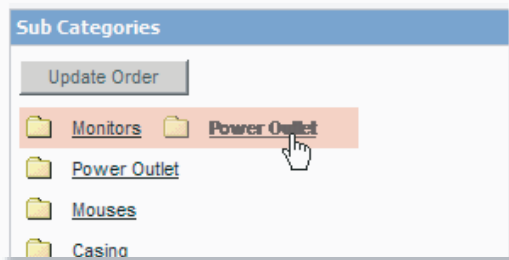 Sub Categories
Update Order
Monitors Power Outlet
Power Outlet
Mouses
Casing